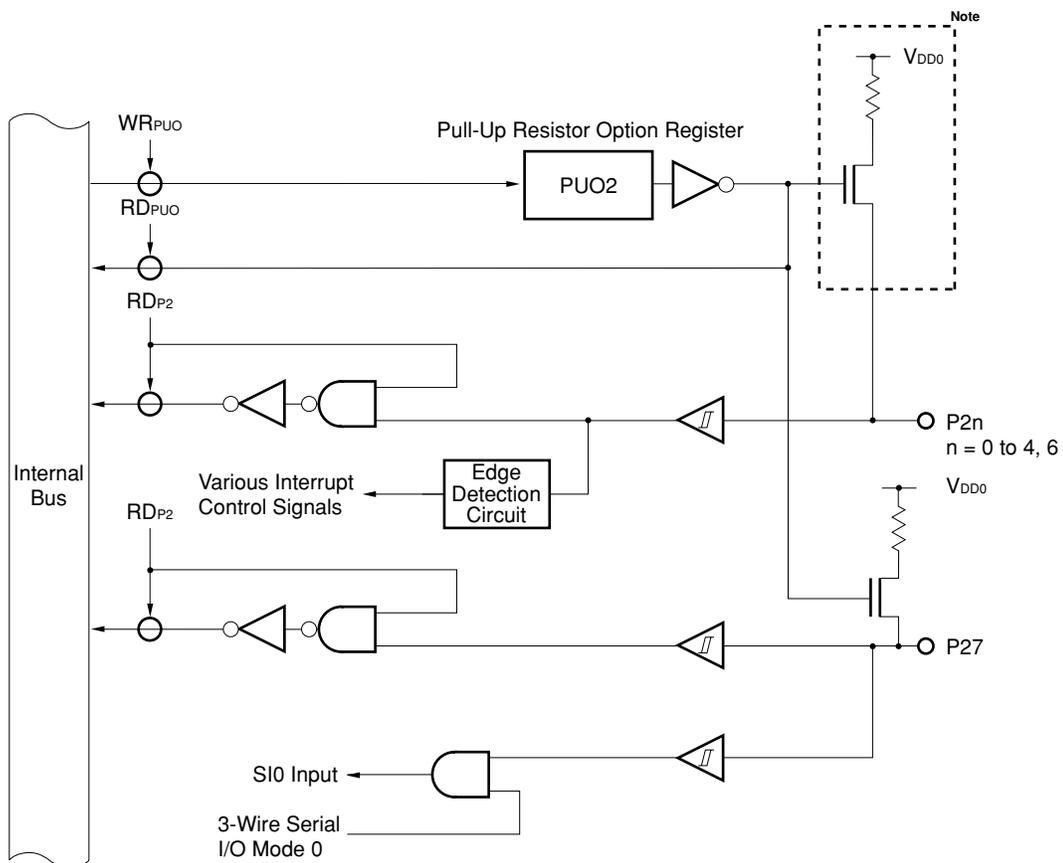 Note
VDD0
WRPUO
Pull-Up Resistor Option Register
PUO2
RDPUO
RDP2
P2n
n = 0 to 4, 6
Internal
Bus
Various Interrupt
Control Signals
Edge
Detection
Circuit
VDD0
RDP2
P27
SI0 Input
3-Wire Serial
I/O Mode 0